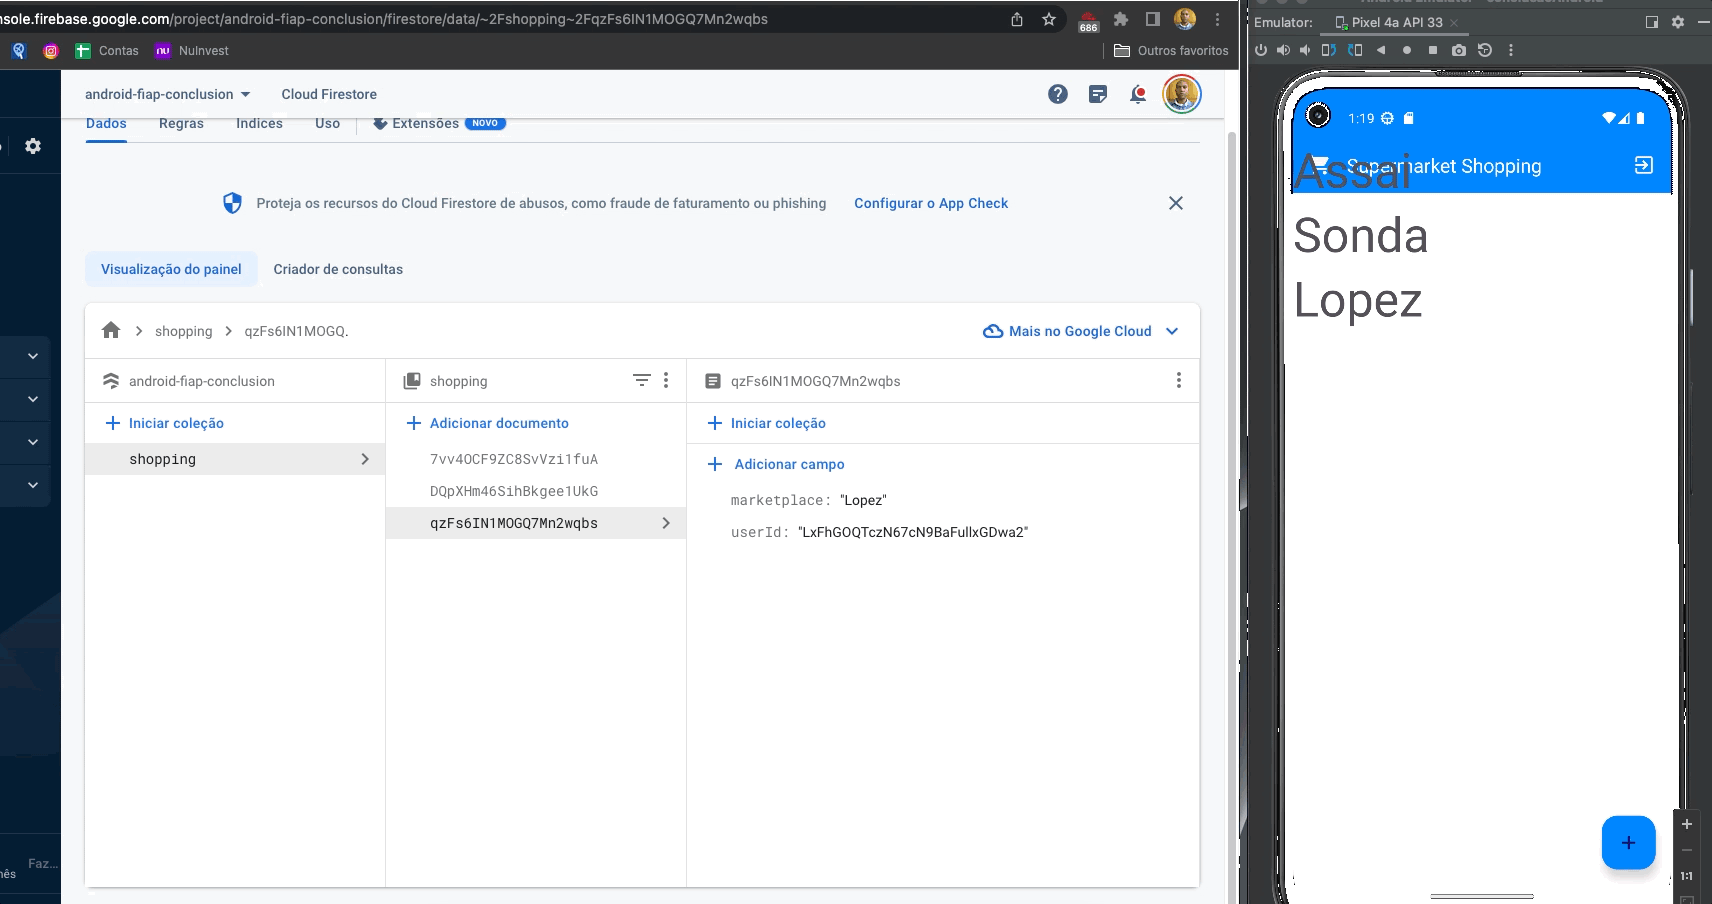 nsole.firebase.google.com/project/android-fiap-conclusion/firestore/data/~2Fshopping~2FqzFs6IN1MOGQ7Mn2wqbs
686
Contas
nu
NuInvest
Outros favoritos
android-fiap-conclusion
Cloud Firestore
Dados
Regras
Índices
Uso
Extensões
NOVO
Proteja os recursos do Cloud Firestore de abusos, como fraude de faturamento ou phishing
Configurar o App Check
Visualização do painel
Criador de consultas
shopping
qzFs6IN1MOGQ.
Mais no Google Cloud
android-fiap-conclusion
shopping
qzFs6IN1MOGQ7Mn2wqbs
Iniciar coleção
Adicionar documento
Iniciar coleção
shopping
7vv4OCF9ZC8SvVzi1fuA
DQpXHm46SihBkgee1UkG
qzFs6IN1MOGQ7Mn2wqbs
Adicionar campo
marketplace: "Lopez"
userId: "LxFhGOQTczN67cN9BaFullxGDwa2"
Faz...
nês
Emulator:
Pixel 4a API 33
1:19
Supermarket Shopping
Assai
Sonda
Lopez
+
1:1